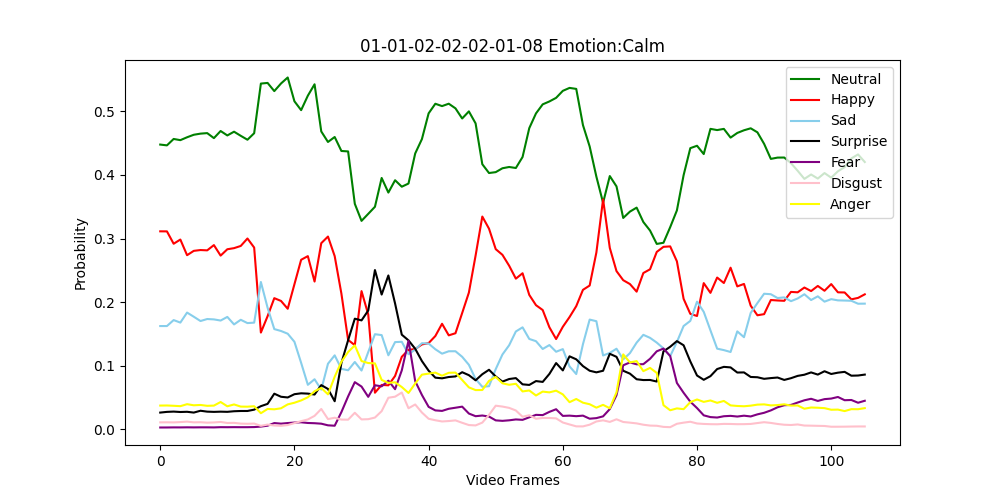 01-01-02-02-02-01-08 Emotion:Calm
Probability
0.5
0.4
0.3
0.2
0.1
0.0
Neutral
Happy
Sad
Surprise
Fear
Disgust
Anger
0 20 40 60 80 100
Video Frames